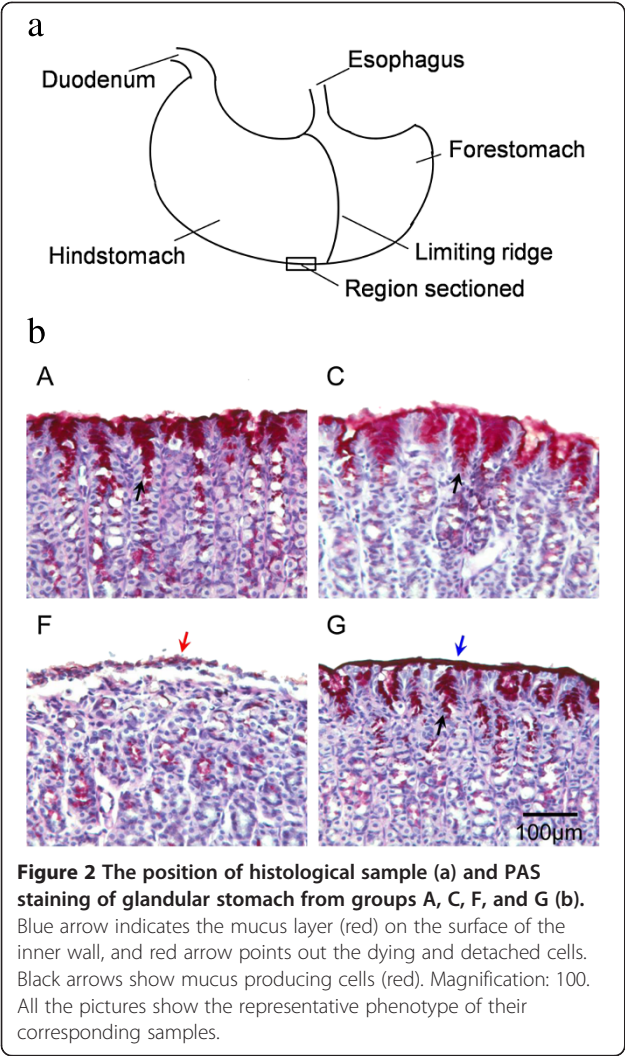 a
Duodenum
Esophagus
Forestomach
Hindstomach
Limiting ridge
Region sectioned
b
A
C
F
G
100µm
Figure 2 The position of histological sample (a) and PAS
staining of glandular stomach from groups A, C, F, and G (b).
Blue arrow indicates the mucus layer (red) on the surface of the
inner wall, and red arrow points out the dying and detached cells.
Black arrows show mucus producing cells (red). Magnification: 100.
All the pictures show the representative phenotype of their
corresponding samples.